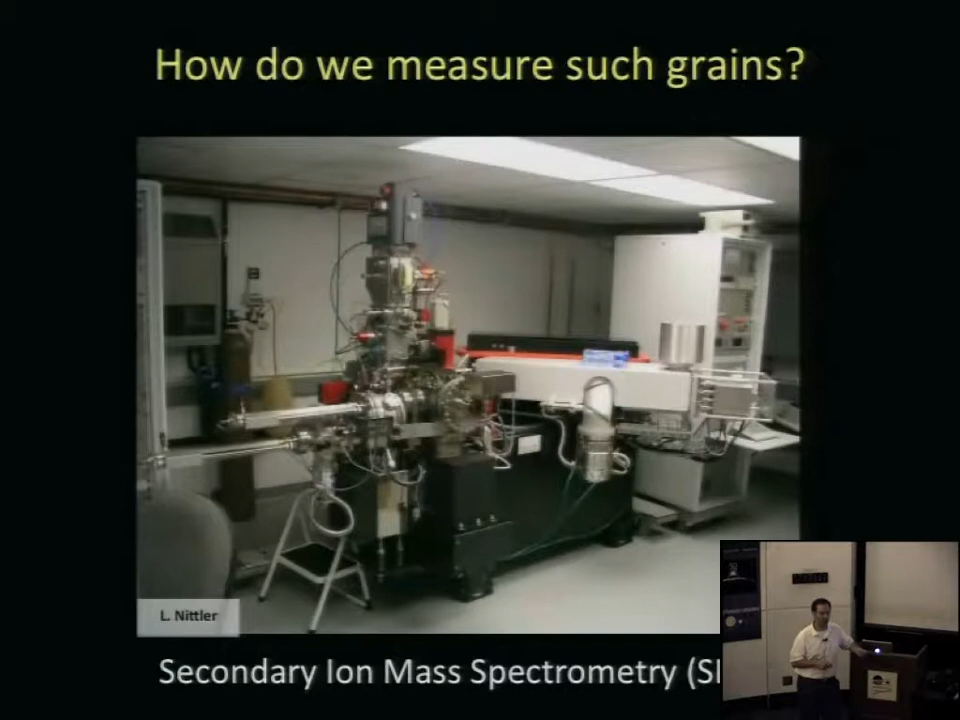 How do we measure such grains?
L. Nittler
Secondary Ion Mass Spectrometry (SI